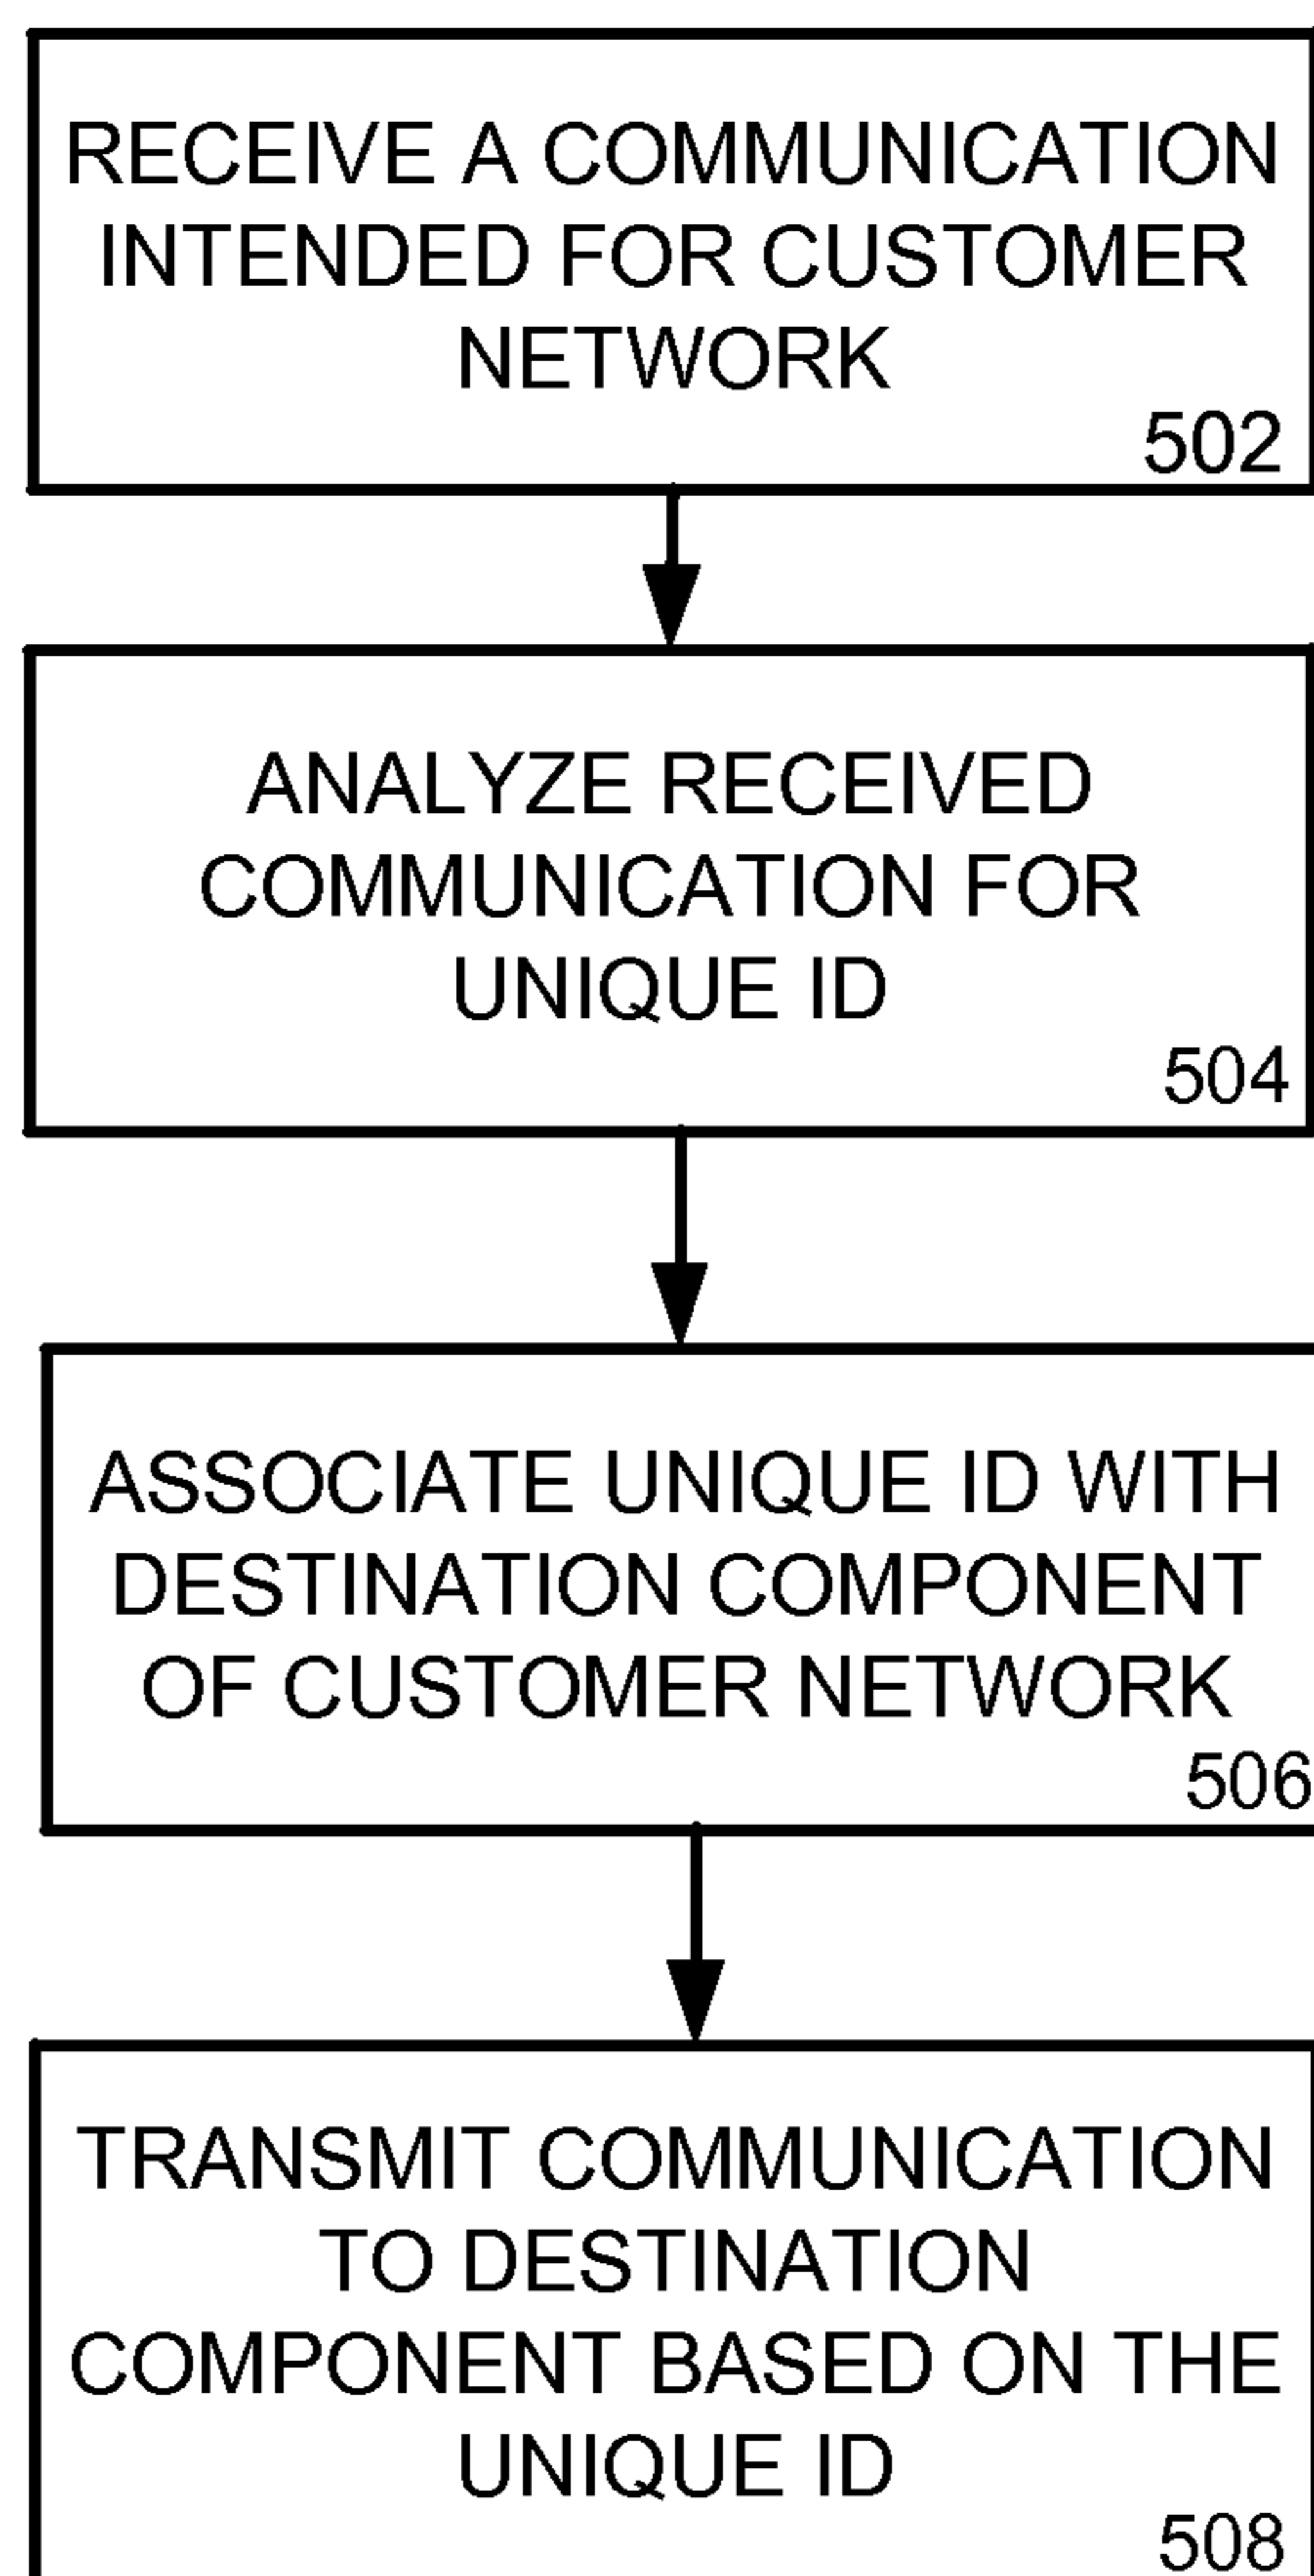 RECEIVE A COMMUNICATION
INTENDED FOR CUSTOMER
NETWORK
502
ANALYZE RECEIVED
COMMUNICATION FOR
UNIQUE ID
504
ASSOCIATE UNIQUE ID WITH
DESTINATION COMPONENT
OF CUSTOMER NETWORK
506
TRANSMIT COMMUNICATION
TO DESTINATION
COMPONENT BASED ON THE
UNIQUE ID
508